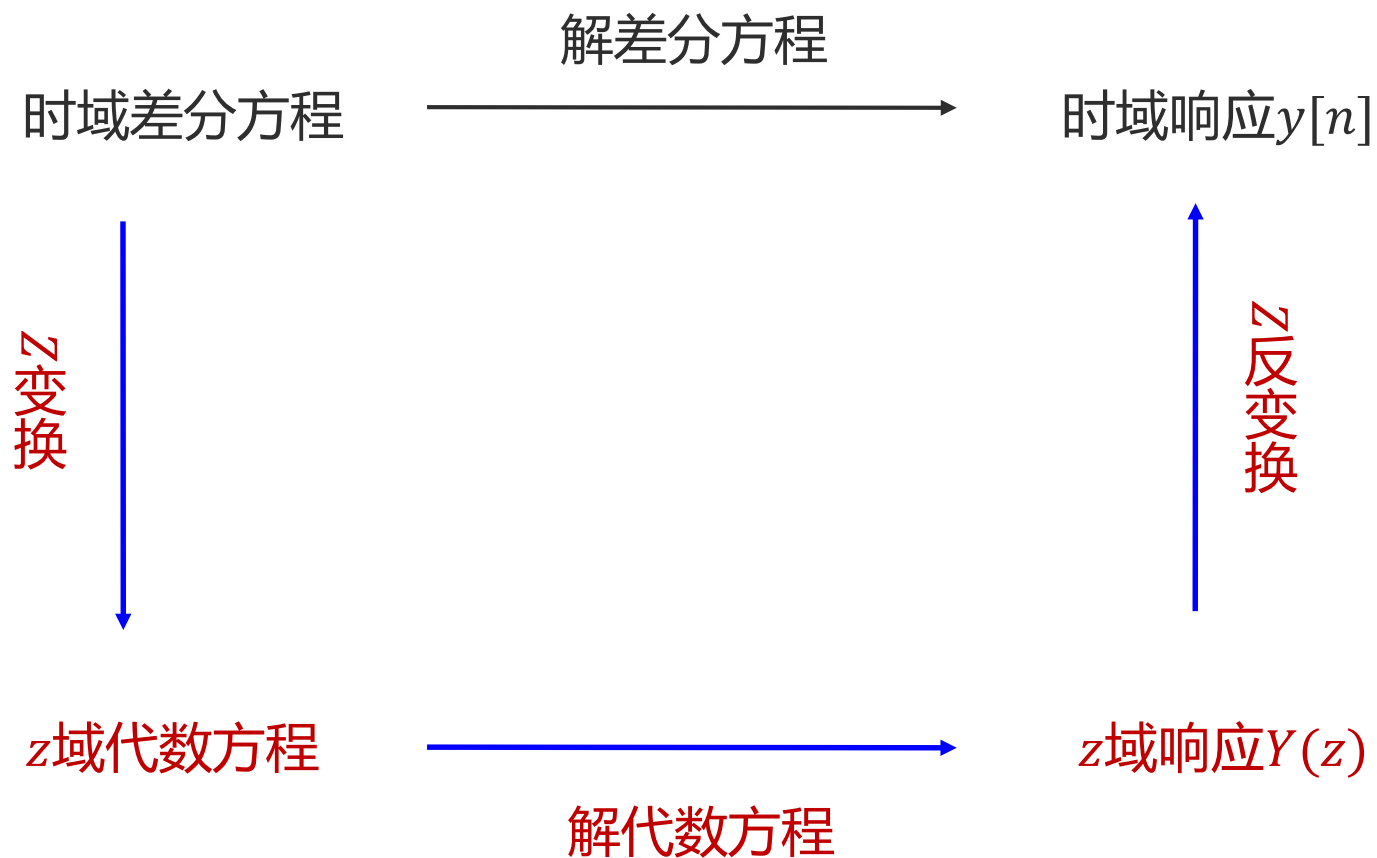 解差分方程
时域差分方程
时域响应y[n]
Z变换
Z反变换
z域代数方程
z域响应Y(z)
解代数方程